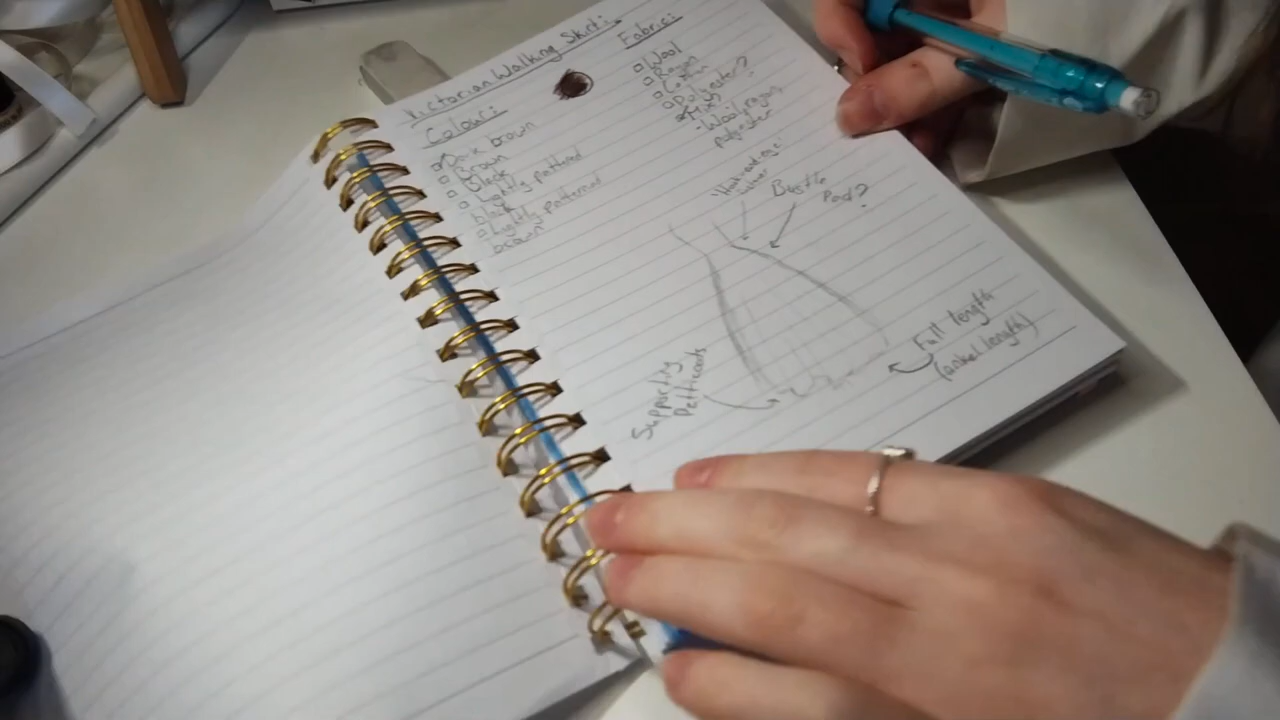 Victorian Walking Skirt:
Colour:
Dark brown
Brown
black
Lightly patterned
black
Lightly patterned
brown
Fabric:
Wool
Rayon
Cotton
Polyester?
Mix
- Wool, rayon,
polyester
Bustle
Pad?
Full length
(ankel length)
Supporting
Petticoats